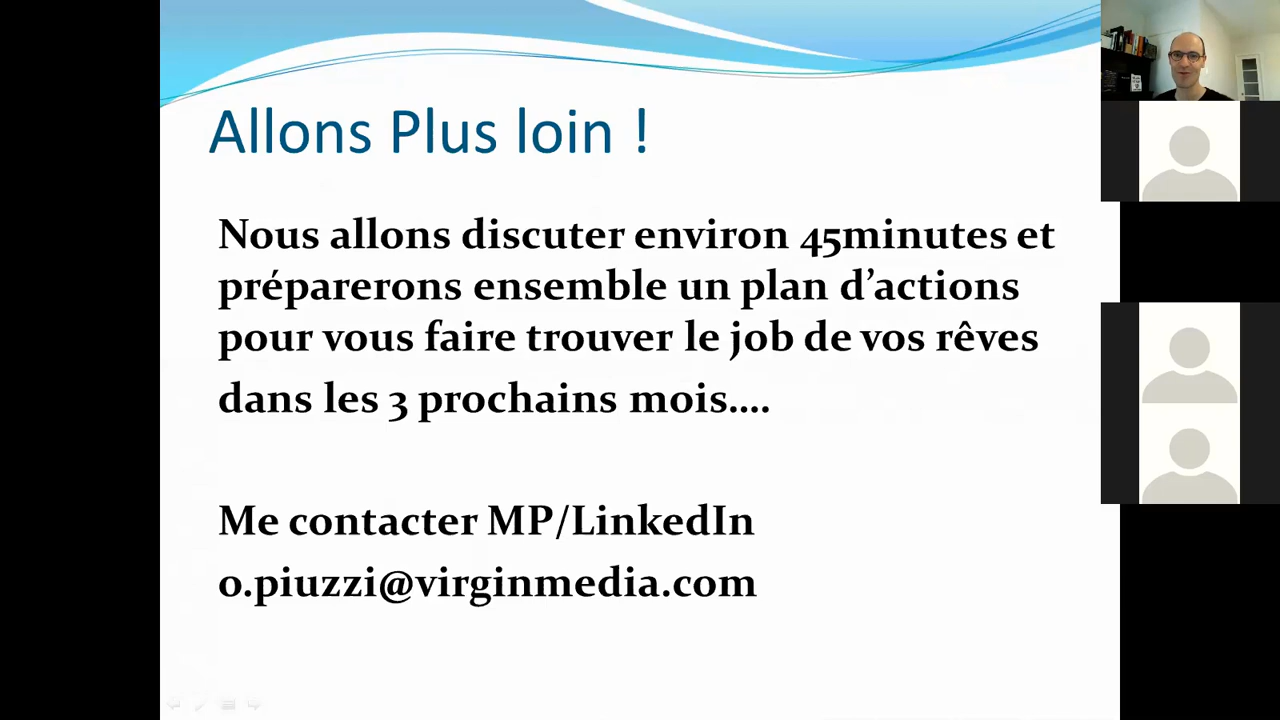 Allons Plus loin !
Nous allons discuter environ 45minutes et
préparerons ensemble un plan d’actions
pour vous faire trouver le job de vos rêves
dans les 3 prochains mois....
Me contacter MP/LinkedIn
o.piuzzi@virginmedia.com